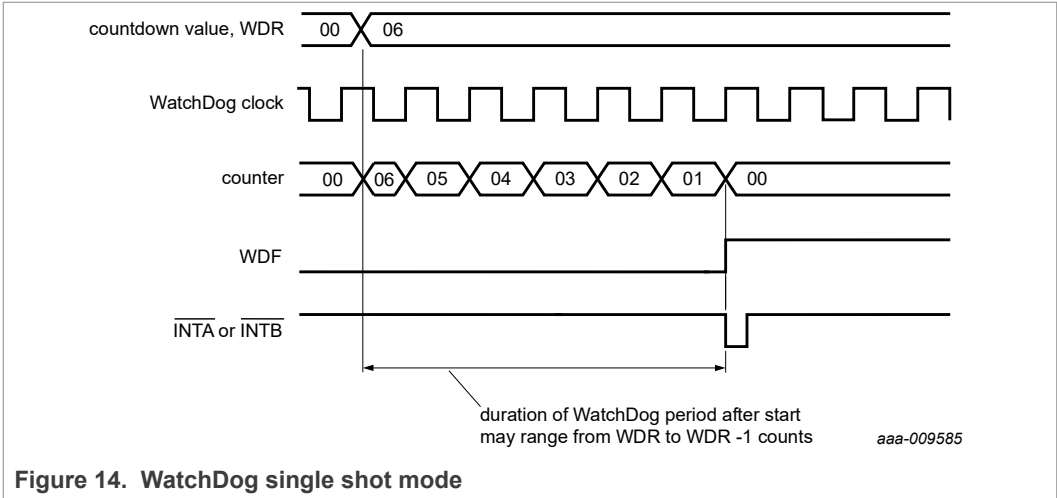 countdown value, WDR 00 06
WatchDog clock
counter 00 06 05 04 03 02 01 00
WDF
INTA or INTB
duration of WatchDog period after start
may range from WDR to WDR -1 counts
aaa-009585
Figure 14. WatchDog single shot mode